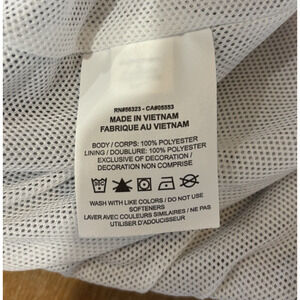 RN#56323 - CA#05553
MADE IN VIETNAM
FABRIQUE AU VIETNAM
BODY / CORPS: 100% POLYESTER
LINING / DOUBLURE: 100% POLYESTER
EXCLUSIVE OF DECORATION /
DECORATION NON COMPRISE
WASH WITH LIKE COLORS / DO NOT USE
SOFTENERS
LAVER AVEC COULEURS SIMILAIRES / NE PAS
UTILISER D'ADOUCISSEUR